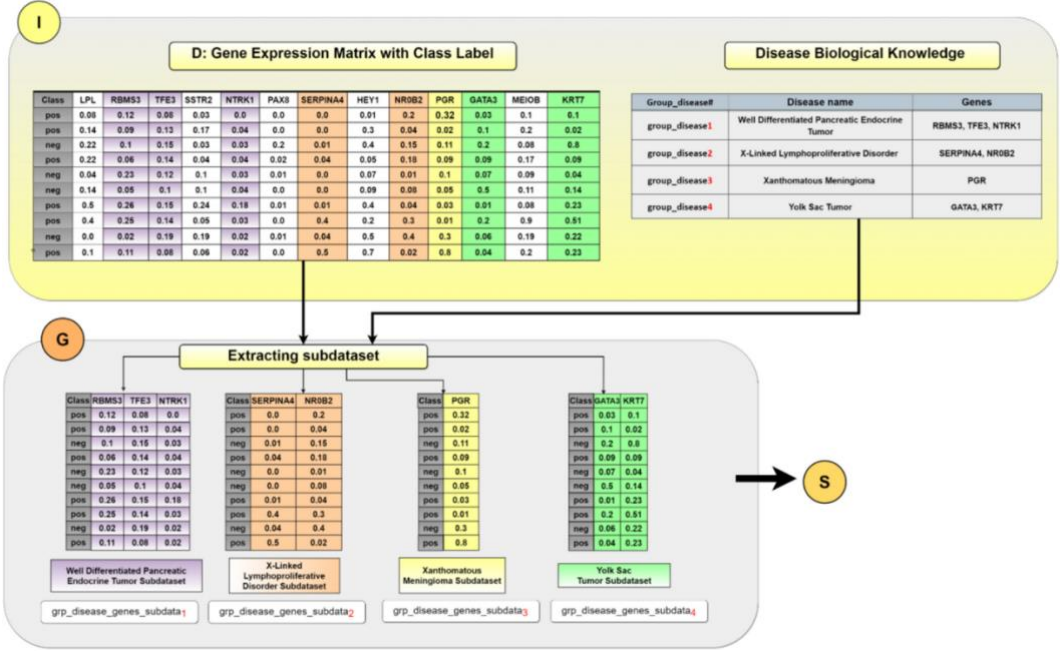 I
D: Gene Expression Matrix with Class Label
Disease Biological Knowledge
Class LPL RBMS3 TFE3 SSTR2 NTRK1 PAX8 SERPINA4 HEY1 NR0B2 PGR GATA3 MEIOB KRT7
pos 0.08 0.12 0.08 0.03 0.0 0.0 0.0 0.01 0.2 0.32 0.03 0.1 0.1
pos 0.14 0.09 0.13 0.17 0.04 0.0 0.0 0.3 0.04 0.02 0.1 0.2 0.02
neg 0.22 0.1 0.15 0.03 0.03 0.2 0.01 0.4 0.15 0.11 0.2 0.08 0.8
pos 0.22 0.06 0.14 0.04 0.04 0.02 0.04 0.05 0.18 0.09 0.09 0.17 0.09
neg 0.04 0.23 0.12 0.1 0.03 0.01 0.0 0.07 0.01 0.1 0.07 0.09 0.04
neg 0.14 0.05 0.1 0.1 0.04 0.0 0.0 0.09 0.08 0.05 0.5 0.11 0.14
pos 0.5 0.26 0.15 0.24 0.18 0.01 0.01 0.4 0.04 0.03 0.01 0.08 0.23
pos 0.4 0.25 0.14 0.05 0.03 0.0 0.4 0.2 0.3 0.01 0.2 0.9 0.51
neg 0.0 0.02 0.19 0.19 0.02 0.01 0.04 0.5 0.4 0.3 0.06 0.19 0.22
pos 0.1 0.11 0.08 0.06 0.02 0.0 0.5 0.7 0.02 0.8 0.04 0.2 0.23
Group_disease# Disease name Genes
group_disease1 Well Differentiated Pancreatic Endocrine Tumor RBMS3, TFE3, NTRK1
group_disease2 X-Linked Lymphoproliferative Disorder SERPINA4, NR0B2
group_disease3 Xanthomatous Meningioma PGR
group_disease4 Yolk Sac Tumor GATA3, KRT7
G
Extracting subdataset
Class RBMS3 TFE3 NTRK1
pos 0.12 0.08 0.0
pos 0.09 0.13 0.04
neg 0.1 0.15 0.03
pos 0.06 0.14 0.04
neg 0.23 0.12 0.03
neg 0.05 0.1 0.04
pos 0.26 0.15 0.18
pos 0.25 0.14 0.03
neg 0.02 0.19 0.02
pos 0.11 0.08 0.02
Well Differentiated Pancreatic
Endocrine Tumor Subdataset
grp_disease_genes_subdata1
Class SERPINA4 NR0B2
pos 0.0 0.2
pos 0.0 0.04
neg 0.01 0.15
pos 0.04 0.18
neg 0.0 0.01
neg 0.0 0.08
pos 0.01 0.04
pos 0.4 0.3
neg 0.04 0.4
pos 0.5 0.02
X-Linked
Lymphoproliferative
Disorder Subdataset
grp_disease_genes_subdata2
Class PGR
pos 0.32
pos 0.02
neg 0.11
pos 0.09
neg 0.1
neg 0.05
pos 0.03
pos 0.01
neg 0.3
pos 0.8
Xanthomatous
Meningioma Subdataset
grp_disease_genes_subdata3
Class GATA3 KRT7
pos 0.03 0.1
pos 0.1 0.02
neg 0.2 0.8
pos 0.09 0.09
neg 0.07 0.04
neg 0.5 0.14
pos 0.01 0.23
pos 0.2 0.51
neg 0.06 0.22
pos 0.04 0.23
Yolk Sac
Tumor Subdataset
grp_disease_genes_subdata4
S